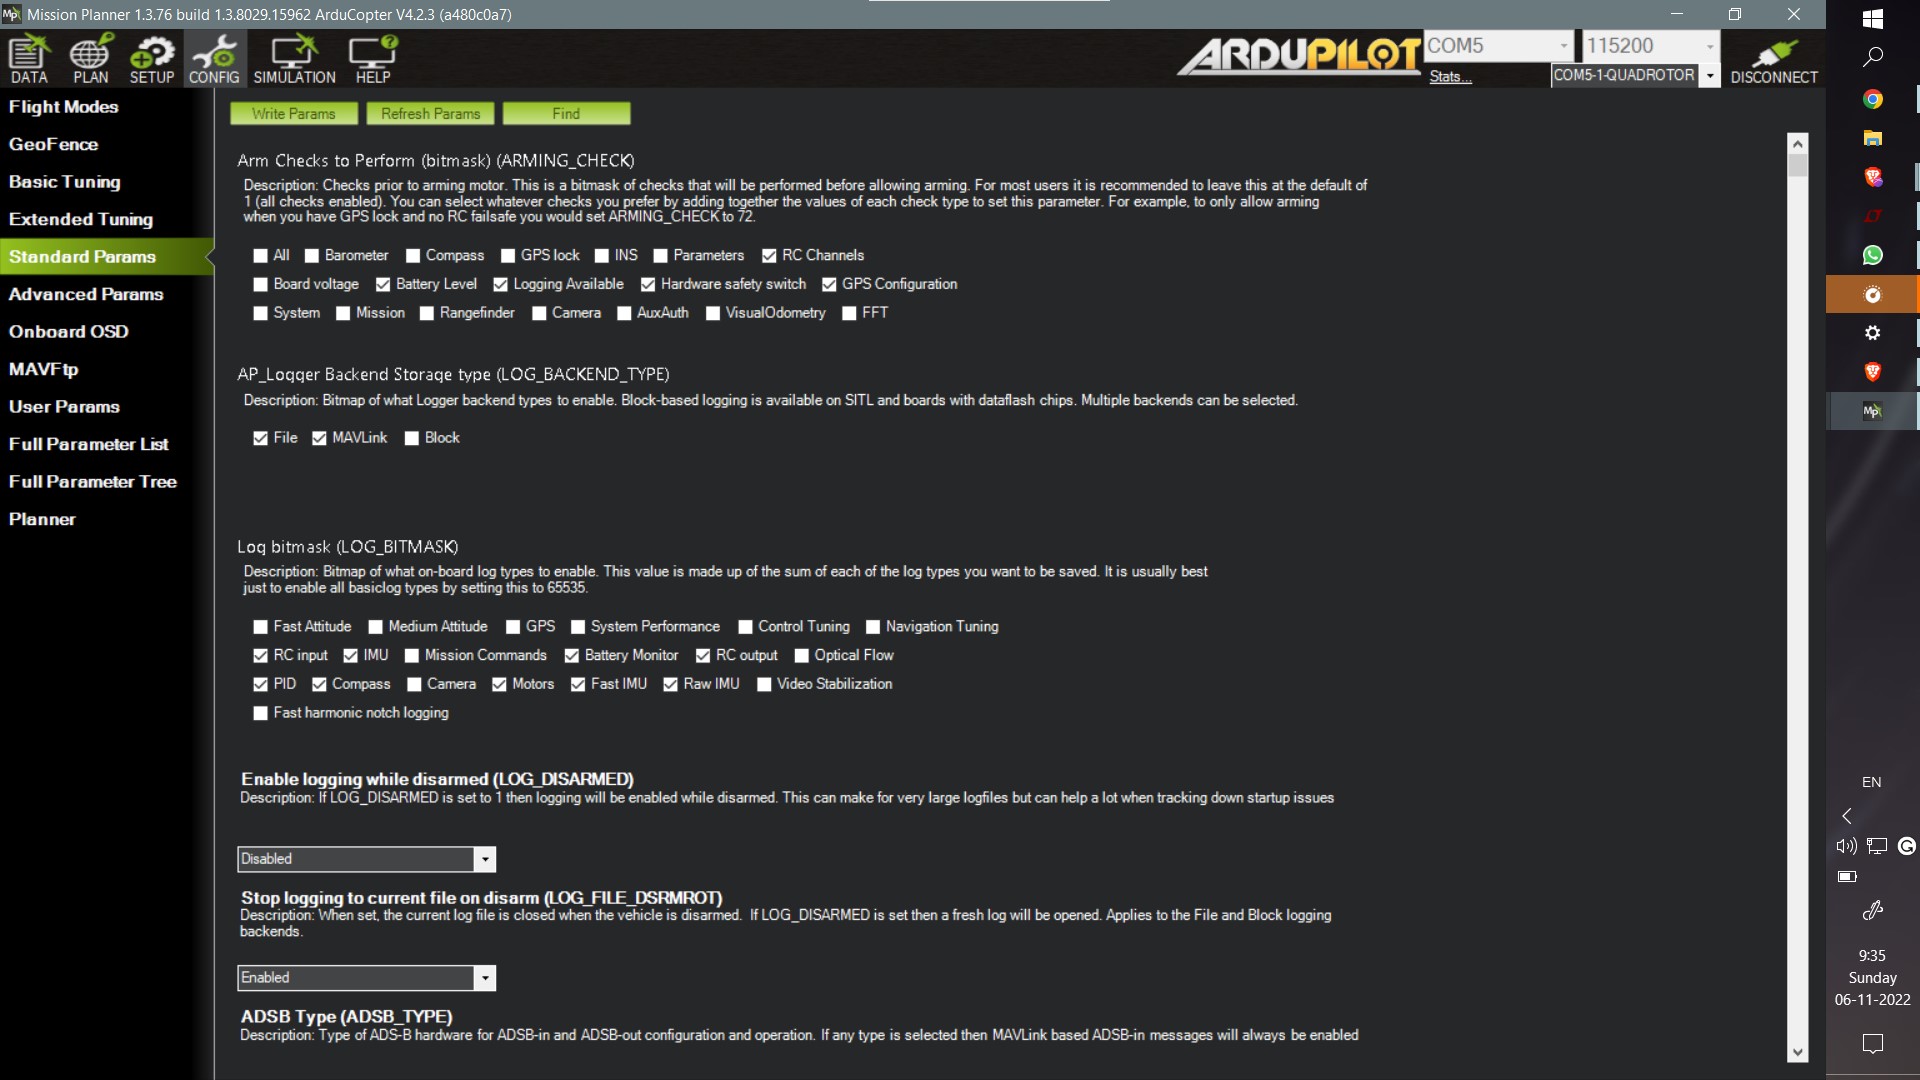 Mission Planner 1.3.76 build 1.3.8029.15962 ArduCopter V4.2.3 (a480c0a7)
DATA PLAN SETUP CONFIG SIMULATION HELP
ARDUPILOT
COM5 115200
Stats... COM5-1-QUADROTOR DISCONNECT
Flight Modes
GeoFence
Basic Tuning
Extended Tuning
Standard Params
Advanced Params
Onboard OSD
MAVFtp
User Params
Full Parameter List
Full Parameter Tree
Planner
Write Params Refresh Params Find
Arm Checks to Perform (bitmask) (ARMING_CHECK)
Description: Checks prior to arming motor. This is a bitmask of checks that will be performed before allowing arming. For most users it is recommended to leave this at the default of
1 (all checks enabled). You can select whatever checks you prefer by adding together the values of each check type to set this parameter. For example, to only allow arming
when you have GPS lock and no RC failsafe you would set ARMING_CHECK to 72.
All Barometer Compass GPS lock INS Parameters RC Channels
Board voltage Battery Level Logging Available Hardware safety switch GPS Configuration
System Mission Rangefinder Camera AuxAuth VisualOdometry FFT
AP_Logger Backend Storage type (LOG_BACKEND_TYPE)
Description: Bitmap of what Logger backend types to enable. Block-based logging is available on SITL and boards with dataflash chips. Multiple backends can be selected.
File MAVLink Block
Log bitmask (LOG_BITMASK)
Description: Bitmap of what on-board log types to enable. This value is made up of the sum of each of the log types you want to be saved. It is usually best
just to enable all basiclog types by setting this to 65535.
Fast Attitude Medium Attitude GPS System Performance Control Tuning Navigation Tuning
RC input IMU Mission Commands Battery Monitor RC output Optical Flow
PID Compass Camera Motors Fast IMU Raw IMU Video Stabilization
Fast harmonic notch logging
Enable logging while disarmed (LOG_DISARMED)
Description: If LOG_DISARMED is set to 1 then logging will be enabled while disarmed. This can make for very large logfiles but can help a lot when tracking down startup issues
Disabled
Stop logging to current file on disarm (LOG_FILE_DSRMROT)
Description: When set, the current log file is closed when the vehicle is disarmed.  If LOG_DISARMED is set then a fresh log will be opened. Applies to the File and Block logging
backends.
Enabled
ADSB Type (ADSB_TYPE)
Description: Type of ADS-B hardware for ADSB-in and ADSB-out configuration and operation. If any type is selected then MAVLink based ADSB-in messages will always be enabled
EN
9:35
Sunday
06-11-2022